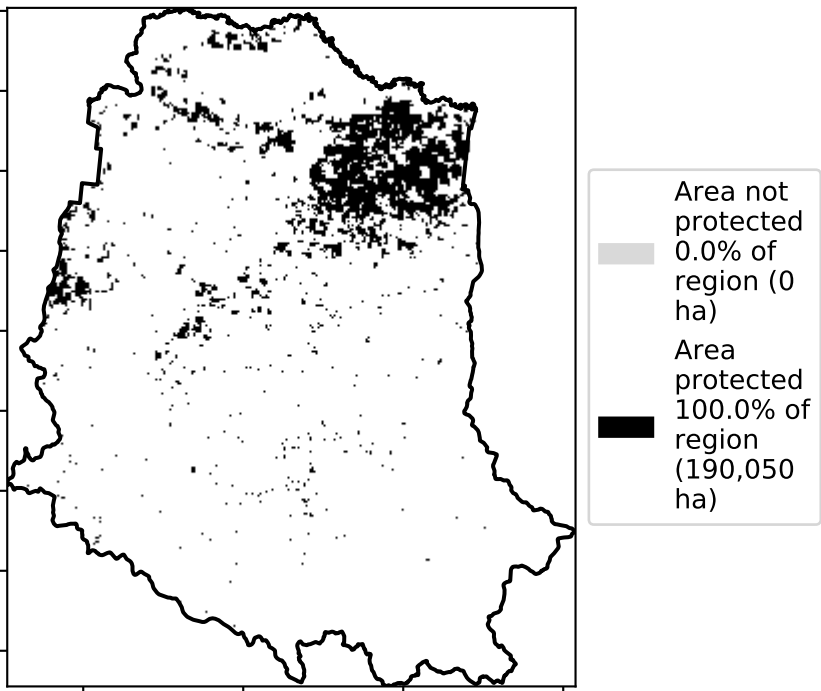 Area not
protected
0.0% of
region (0
ha)
Area
protected
100.0% of
region
(190,050
ha)